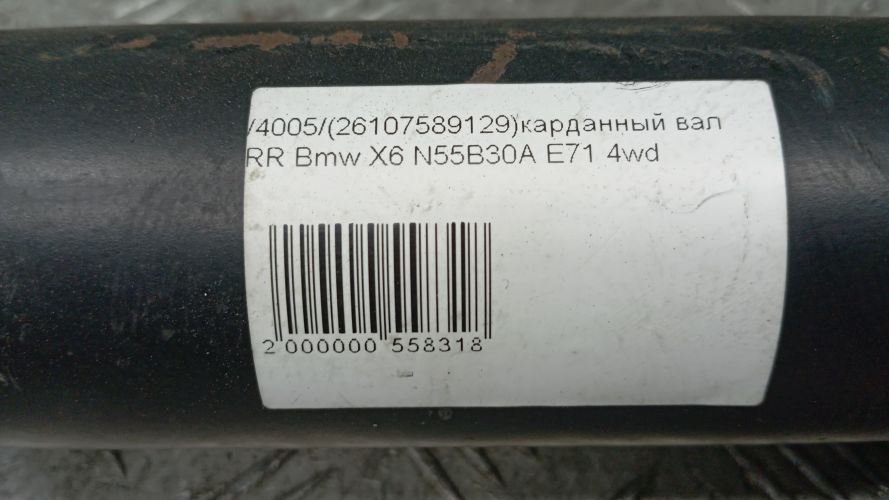 /4005/(26107589129)карданный вал
RR Bmw X6 N55B30A E71 4wd
2 000000 558318